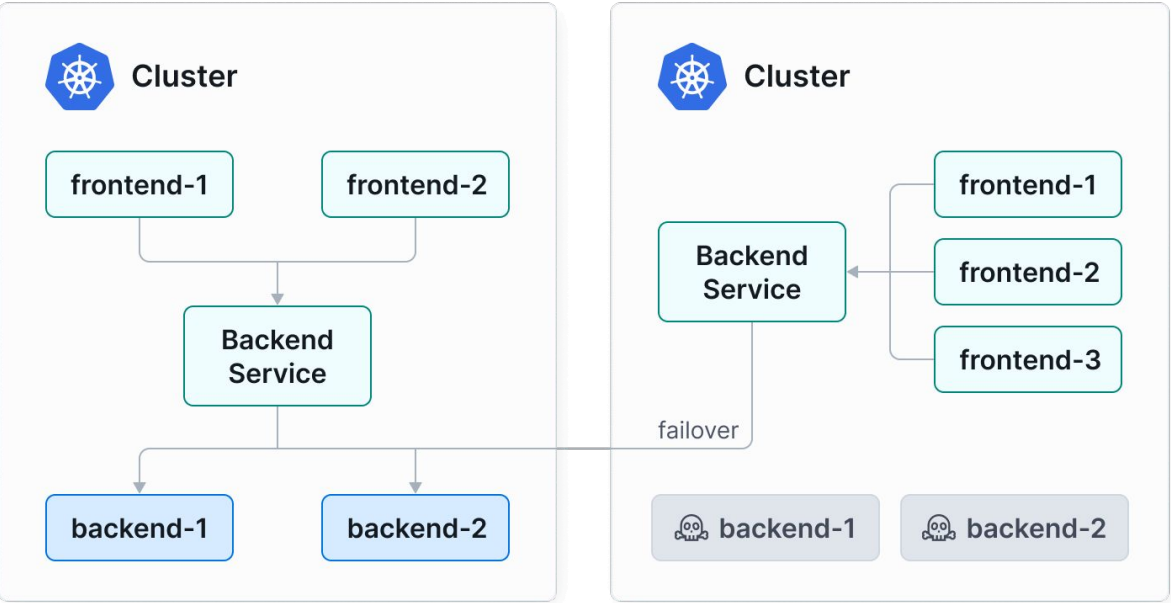 Cluster
frontend-1
frontend-2
Backend
Service
backend-1
backend-2
Cluster
Backend
Service
frontend-1
frontend-2
frontend-3
failover
backend-1
backend-2